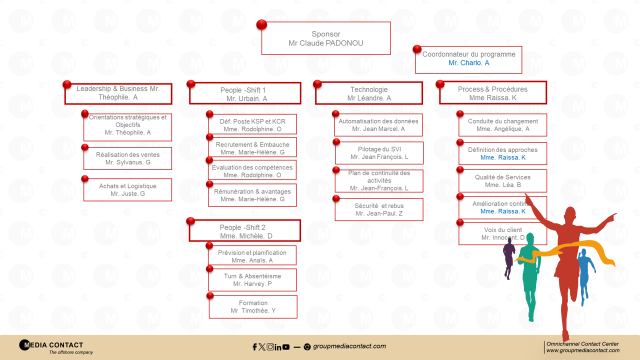 Sponsor
Mr Claude PADONOU
Coordonnateur du programme
Mr. Charlo. A
Leadership & Business Mr.
Théophile. A
Orientations stratégiques et
Objectifs
Mr. Théophile. A
Réalisation des ventes
Mr. Sylvanus. G
Achats et Logistique
Mr. Juste. G
People -Shift 1
Mr. Urbain. A
Déf. Poste KSP et KCR
Mme. Rodolphine. O
Recrutement & Embauche
Mme. Marie-Hélène. G
Evaluation des compétences
Mme. Rodolphine. O
Rémunération & avantages
Mme. Marie-Hélène. G
People -Shift 2
Mme. Michèle. D
Prévision et planification
Mme. Anaïs. A
Turn & Absentéisme
Mr. Harvey. P
Formation
Mr. Timothée. Y
Technologie
Mr Léandre. A
Automatisation des données
Mr. Jean Marcel. A
Pilotage du SVI
Mr. Jean François, L
Plan de continuité des
activités
Mr. Jean-François, L
Sécurité et rebus
Mr. Jean-Paul. Z
Process & Procédures
Mme Raissa. K
Conduite du changement
Mme. Angélique. A
Définition des approches
Mme. Raissa. K
Qualité de Services
Mme. Léa. B
Amélioration continue
Mme. Raissa. K
Voix du client
Mr. Innocent. D
MEDIA CONTACT
The offshore company
groupmediacontact.com
Omnichannel Contact Center
www.groupmediacontact.com